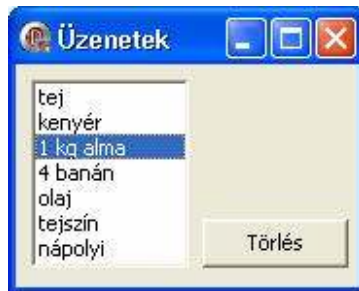 Üzenetek
tej
kenyér
1 kg alma
4 banán
olaj
tejszín
nápolyi
Törlés